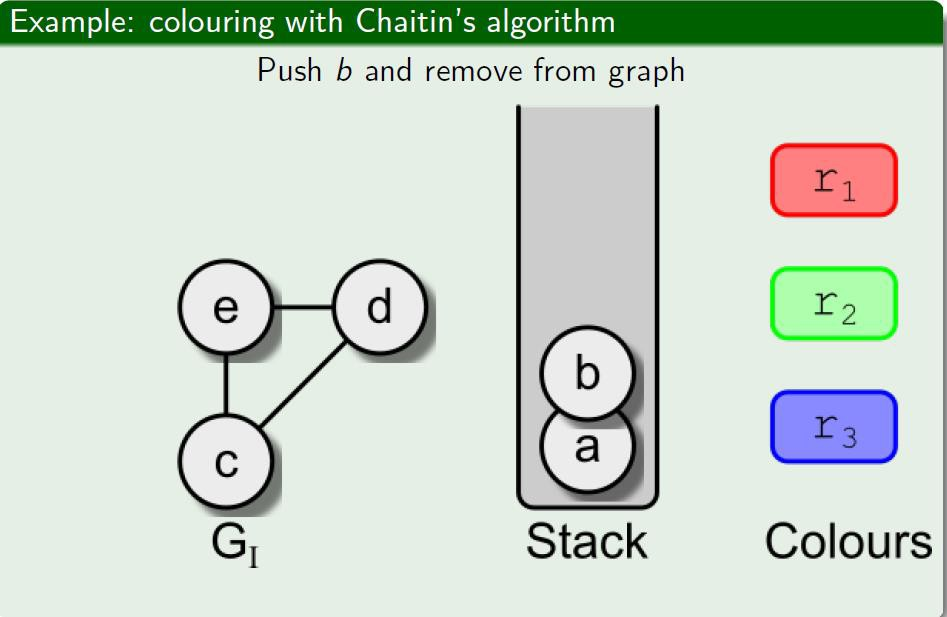 Example: colouring with Chaitin's algorithm
Push b and remove from graph
r1
e d
r2
b
c
a
r3
GI
Stack
Colours